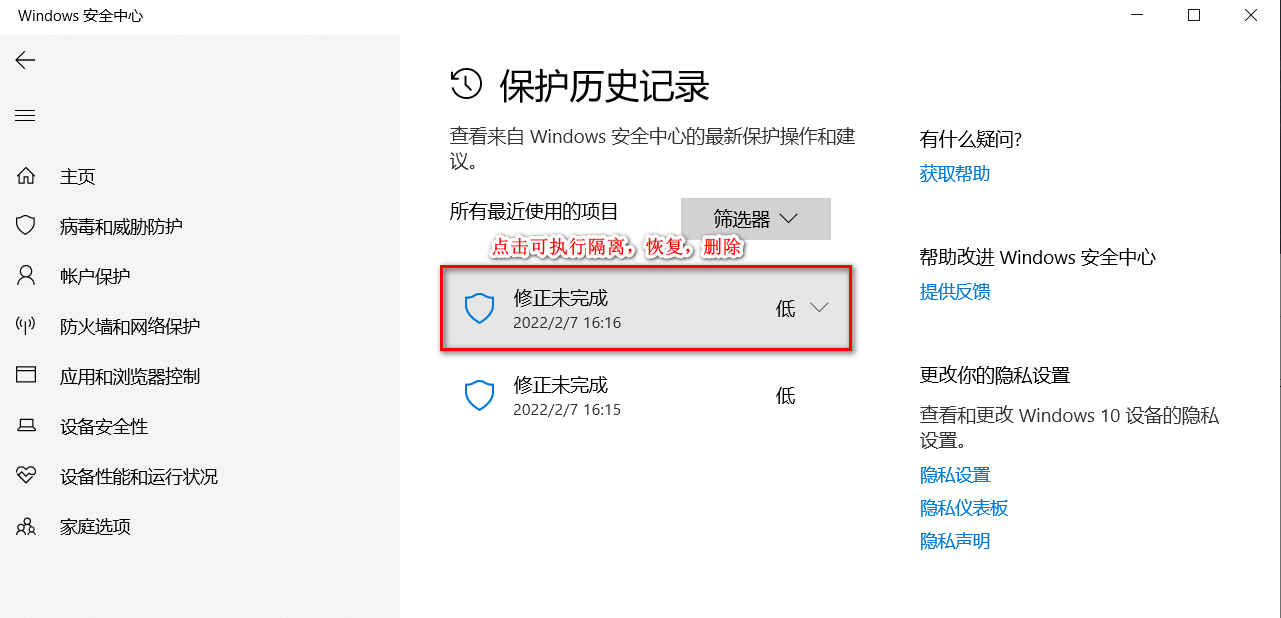 Windows 安全中心
主页
病毒和威胁防护
帐户保护
防火墙和网络保护
应用和浏览器控制
设备安全性
设备性能和运行状况
家庭选项
保护历史记录
查看来自 Windows 安全中心的最新保护操作和建
议。
所有最近使用的项目
筛选器
点击可执行隔离，恢复，删除
修正未完成
低
2022/2/7 16:16
修正未完成
低
2022/2/7 16:15
有什么疑问?
获取帮助
帮助改进 Windows 安全中心
提供反馈
更改你的隐私设置
查看和更改 Windows 10 设备的隐私
设置。
隐私设置
隐私仪表板
隐私声明